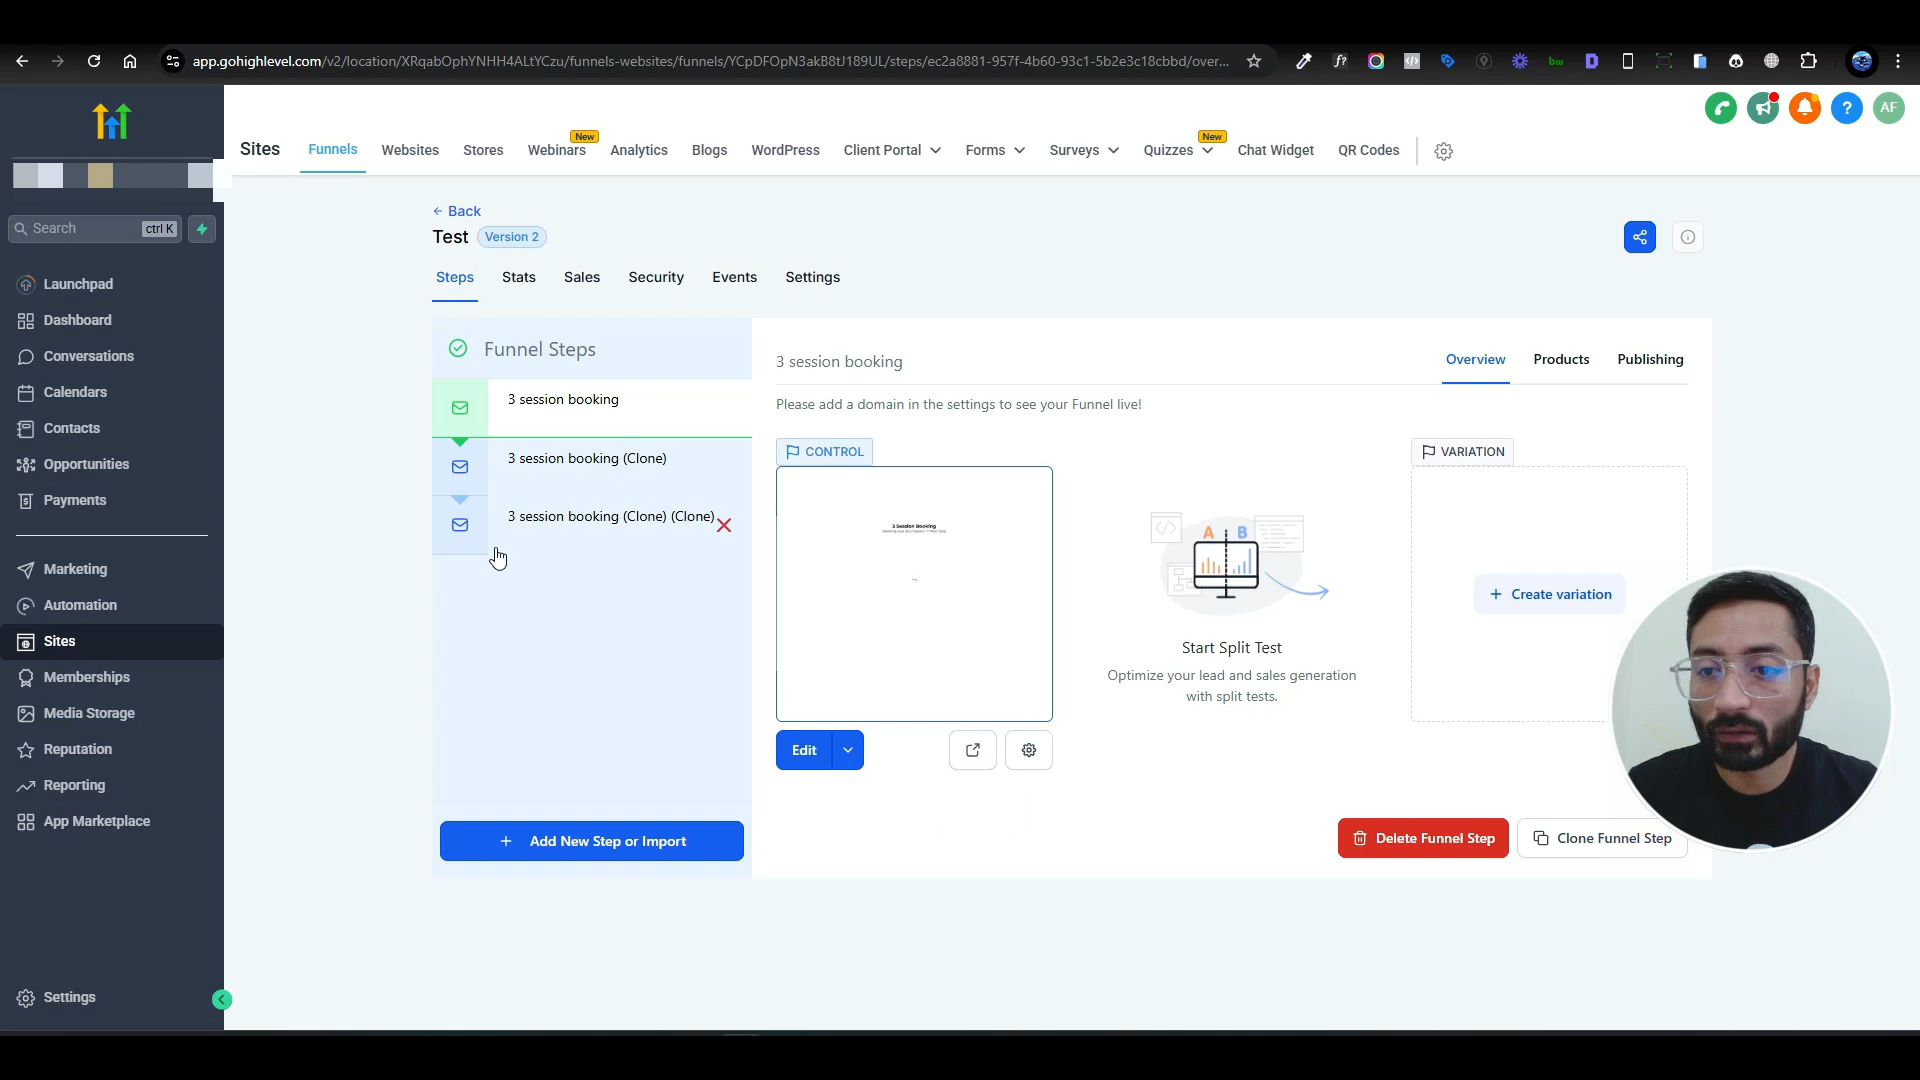 app.gohighlevel.com/v2/location/XRqabOphYNHH4ALtYCzu/funnels-websites/funnels/YCpDFOpN3akB8tJ189UL/steps/ec2a8881-957f-4b60-93c1-5b2e3c18cbbd/over...
AF
Sites
Funnels
Websites
Stores
New
Webinars
Analytics
Blogs
WordPress
Client Portal
Forms
Surveys
New
Quizzes
Chat Widget
QR Codes
Search
ctrl K
Launchpad
Dashboard
Conversations
Calendars
Contacts
Opportunities
Payments
Marketing
Automation
Sites
Memberships
Media Storage
Reputation
Reporting
App Marketplace
Settings
← Back
Test
Version 2
Steps
Stats
Sales
Security
Events
Settings
Funnel Steps
3 session booking
3 session booking (Clone)
3 session booking (Clone) (Clone)
+ Add New Step or Import
3 session booking
Overview
Products
Publishing
Please add a domain in the settings to see your Funnel live!
CONTROL
3 Session Booking
Edit
A B
Start Split Test
Optimize your lead and sales generation
with split tests.
VARIATION
+ Create variation
Delete Funnel Step
Clone Funnel Step